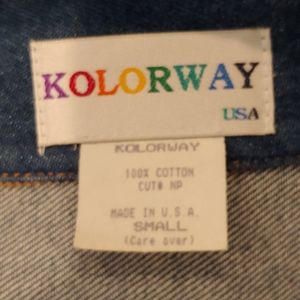 KOLORWAY
USA
KOLORWAY
100% COTTON
CUT# NP
MADE IN U.S.A.
SMALL
(Care over)